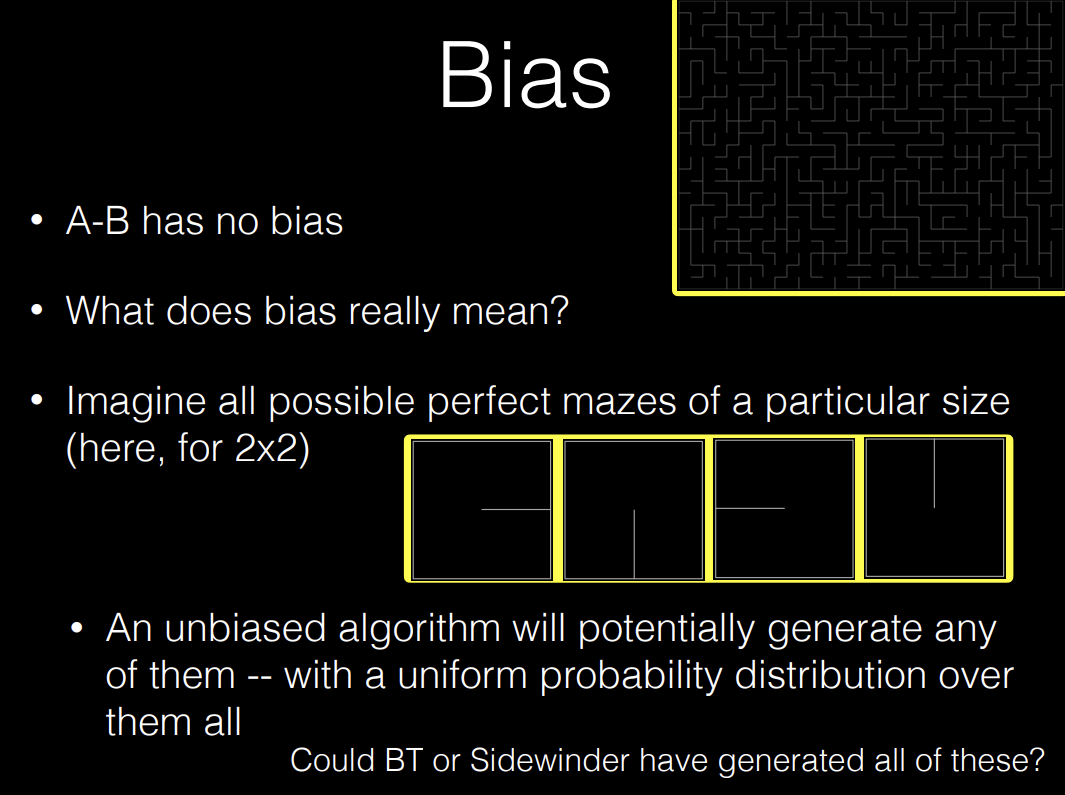 Bias
• A-B has no bias
• What does bias really mean?
• Imagine all possible perfect mazes of a particular size
(here, for 2x2)
• An unbiased algorithm will potentially generate any
of them -- with a uniform probability distribution over
them all
Could BT or Sidewinder have generated all of these?